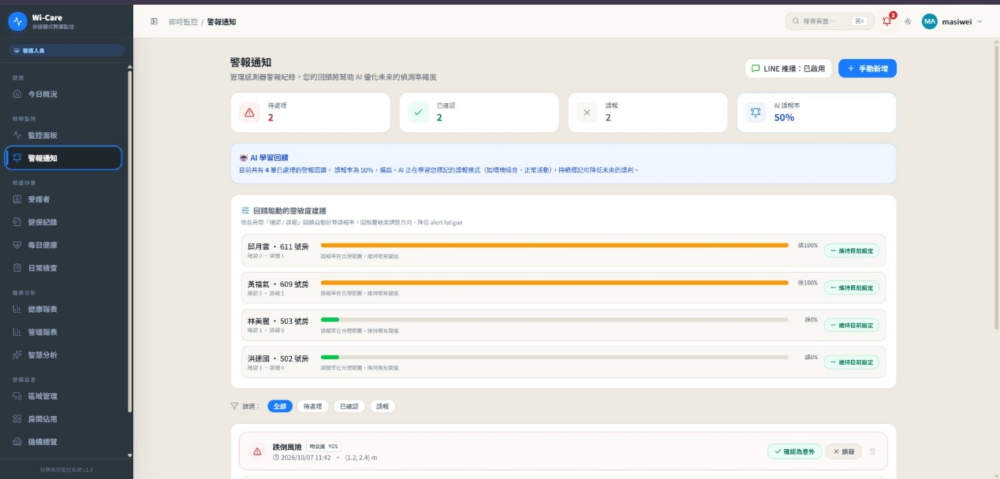 Wi-Care
非接觸式照護監控
醫護人員
總覽
今日概況
即時監控
監控面板
警報通知
照護作業
受護者
健保紀錄
每日健康
日常檢查
報表分析
健康報表
管理報表
智慧分析
空間設定
區域管理
房間佔用
機構總覽
智慧長照監控系統 v1.0
即時監控 / 警報通知
搜尋頁面…
⌘K
2
MA
masiwei
警報通知
管理感測器警報紀錄，您的回饋將幫助 AI 優化未來的偵測準確度
LINE 推播：已啟用
手動新增
待處理
2
已確認
2
誤報
2
AI 誤報率
50%
AI 學習回饋
目前共有 4 筆已處理的警報回饋。 誤報率為 50%，偏高。AI 正在學習您標記的誤報模式（如環境噪音、正常活動），持續標記可降低未來的誤判。
回饋驅動的靈敏度建議
依各房間「確認 / 誤報」回饋自動計算誤報率，回推靈敏度調整方向，降低 alert fatigue
邱月雲 · 611 號房
確認 0 · 誤報 1
誤報率在合理範圍，維持現有閾值
誤100%
維持目前設定
黃福氣 · 609 號房
確認 0 · 誤報 1
誤報率在合理範圍，維持現有閾值
誤100%
維持目前設定
林美麗 · 503 號房
確認 1 · 誤報 0
誤報率在合理範圍，維持現有閾值
誤0%
維持目前設定
洪建國 · 502 號房
確認 1 · 誤報 0
誤報率在合理範圍，維持現有閾值
誤0%
維持目前設定
篩選：
全部
待處理
已確認
誤報
跌倒風險
吻合度 92%
2026/10/07 11:42 · (1.2, 2.4) m
確認為意外
誤報